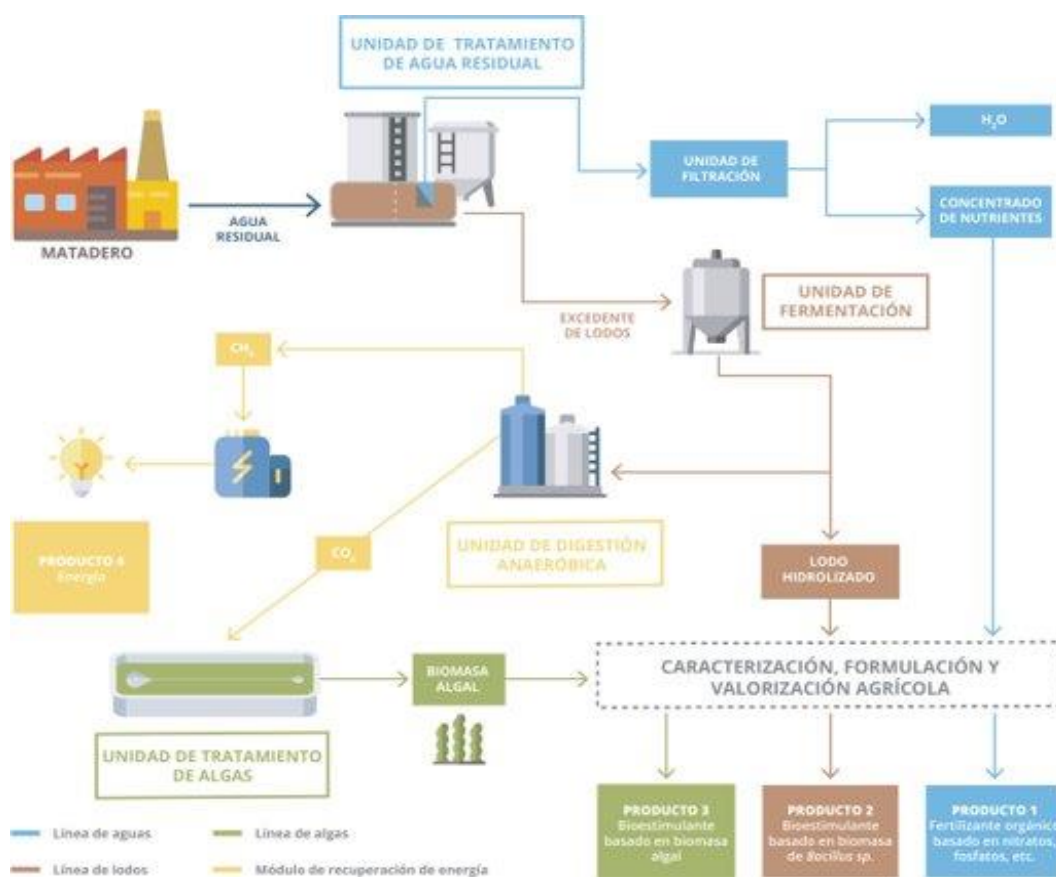 UNIDAD DE TRATAMIENTO
DE AGUA RESIDUAL
H₂O
UNIDAD DE
FILTRACIÓN
CONCENTRADO
DE NUTRIENTES
AGUA
RESIDUAL
MATADERO
UNIDAD DE
FERMENTACIÓN
EXCEDENTE
DE LODOS
CH₄
UNIDAD DE DIGESTIÓN
ANAERÓBICA
PRODUCTO 4
Energía
CO₂
LODO
HIDROLIZADO
BIOMASA
ALGAL
CARACTERIZACIÓN, FORMULACIÓN Y
VALORIZACIÓN AGRÍCOLA
UNIDAD DE TRATAMIENTO
DE ALGAS
PRODUCTO 3
Bioestimulante
basado en biomasa
algal
PRODUCTO 2
Bioestimulante
basado en biomasa
de Bacillus sp.
PRODUCTO 1
Fertilizante orgánico
basado en nitratos,
fosfatos, etc.
Línea de aguas
Línea de algas
Línea de lodos
Módulo de recuperación de energía